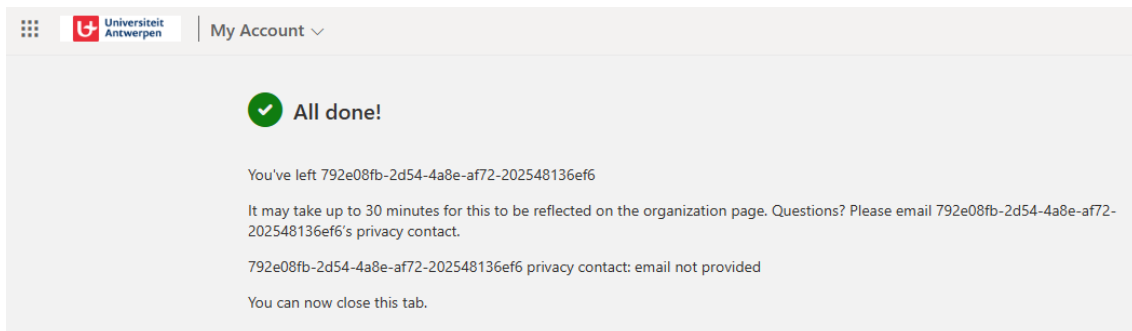 Universiteit
Antwerpen
My Account
All done!
You've left 792e08fb-2d54-4a8e-af72-202548136ef6
It may take up to 30 minutes for this to be reflected on the organization page. Questions? Please email 792e08fb-2d54-4a8e-af72-
202548136ef6's privacy contact.
792e08fb-2d54-4a8e-af72-202548136ef6 privacy contact: email not provided
You can now close this tab.